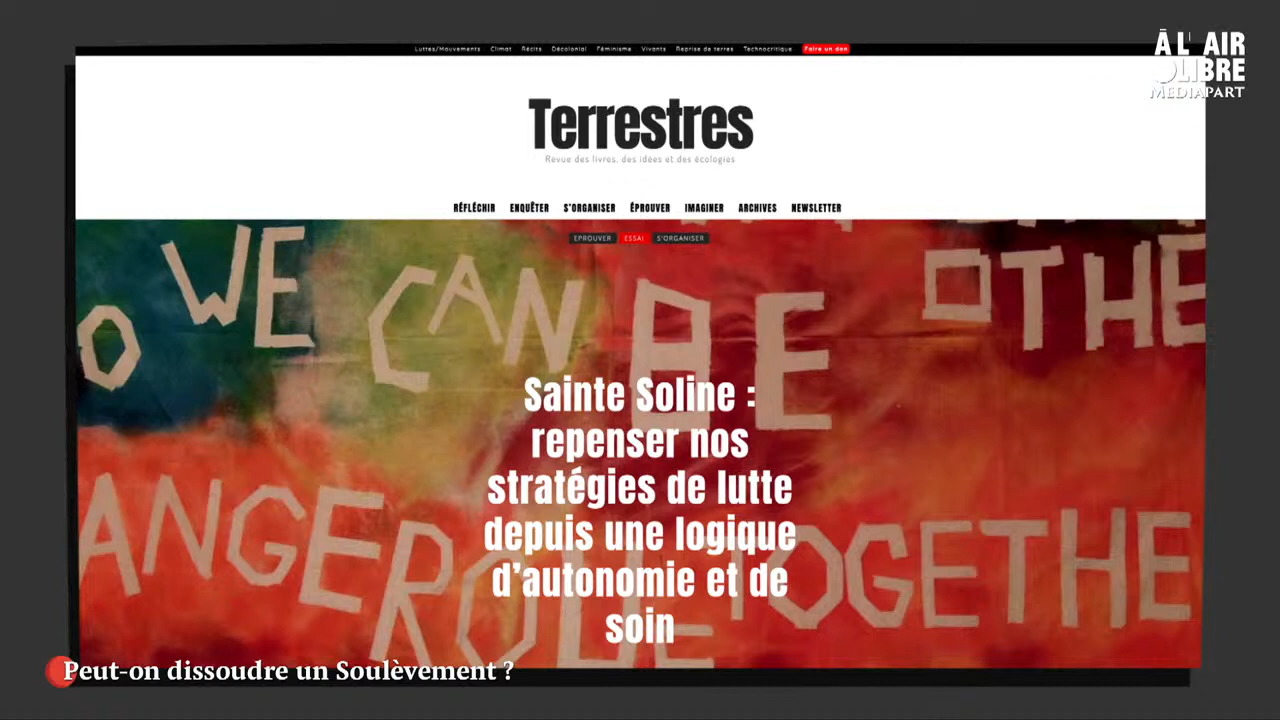 Luttes/Mouvements Climat Récits Décolonial Féminisme Vivants Reprise de terres Technocritique Faire un don
À L' AIR
LIBRE
MEDIAPART
Terrestres
Revue des livres, des idées et des écologies
RÉFLÉCHIR ENQUÊTER S'ORGANISER ÉPROUVER IMAGINER ARCHIVES NEWSLETTER
EPROUVER ESSAI S'ORGANISER
O WE CAN BE OTHE
Sainte Soline :
repenser nos
stratégies de lutte
depuis une logique
d'autonomie et de
soin
ANGEROU TOGETHE
Peut-on dissoudre un Soulèvement ?